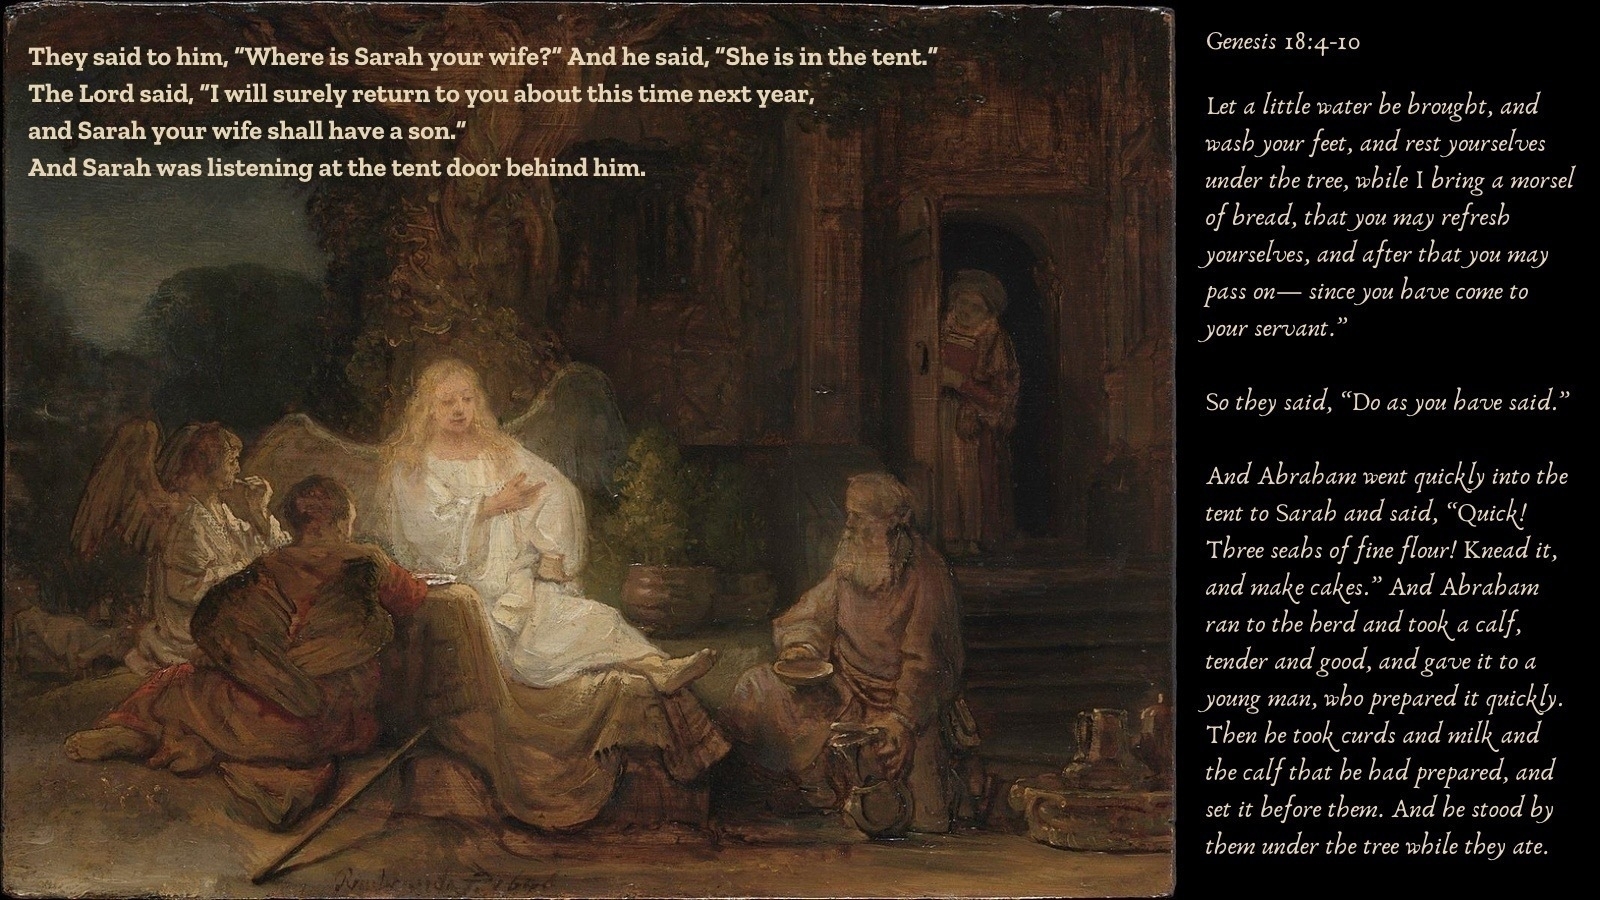 They said to him, "Where is Sarah your wife?" And he said, "She is in the tent."
The Lord said, "I will surely return to you about this time next year,
and Sarah your wife shall have a son."
And Sarah was listening at the tent door behind him.
Genesis 18:4-10
Let a little water be brought, and
wash your feet, and rest yourselves
under the tree, while I bring a morsel
of bread, that you may refresh
yourselves, and after that you may
pass on— since you have come to
your servant.”
So they said, “Do as you have said.”
And Abraham went quickly into the
tent to Sarah and said, “Quick!
Three seahs of fine flour! Knead it,
and make cakes.” And Abraham
ran to the herd and took a calf,
tender and good, and gave it to a
young man, who prepared it quickly.
Then he took curds and milk and
the calf that he had prepared, and
set it before them. And he stood by
them under the tree while they ate.